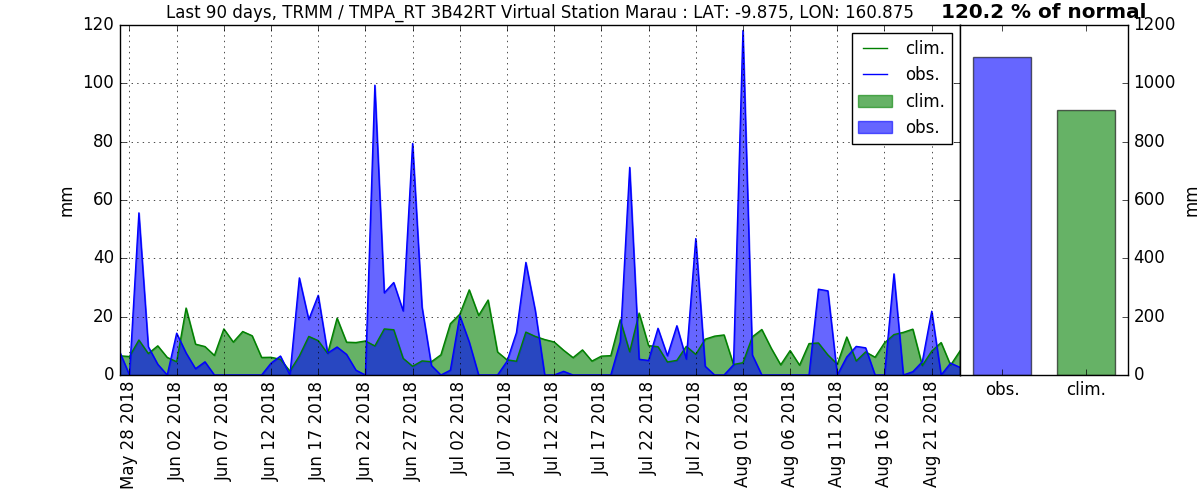 Last 90 days, TRMM / TMPA_RT 3B42RT Virtual Station Marau : LAT: -9.875, LON: 160.875
120.2 % of normal
120
100
80
60
40
20
0
mm
clim.
obs.
clim.
obs.
1200
1000
800
600
400
200
0
mm
obs.
clim.
May 28 2018
Jun 02 2018
Jun 07 2018
Jun 12 2018
Jun 17 2018
Jun 22 2018
Jun 27 2018
Jul 02 2018
Jul 07 2018
Jul 12 2018
Jul 17 2018
Jul 22 2018
Jul 27 2018
Aug 01 2018
Aug 06 2018
Aug 11 2018
Aug 16 2018
Aug 21 2018